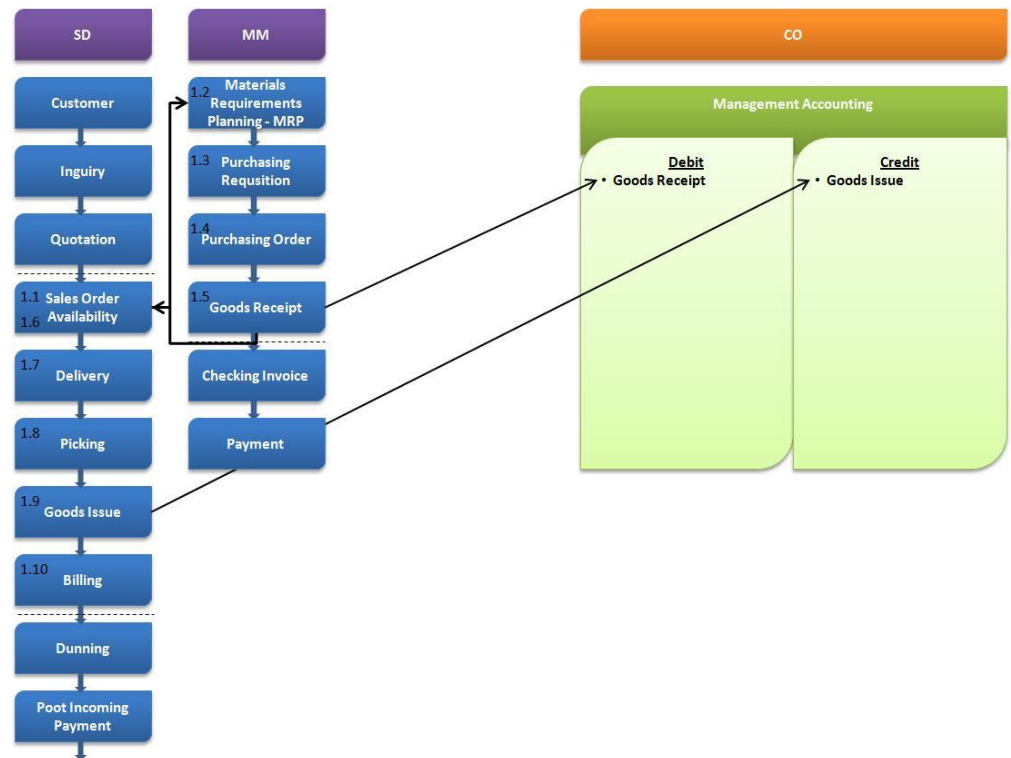 SD
Customer
Inguiry
Quotation
1.1 Sales Order
1.6 Availability
1.7
Delivery
1.8
Picking
1.9
Goods Issue
1.10
Billing
Dunning
Poot Incoming
Payment
MM
1.2 Materials
Requirements
Planning - MRP
1.3 Purchasing
Requsition
1.4
Purchasing Order
1.5
Goods Receipt
Checking Invoice
Payment
CO
Management Accounting
Debit
• Goods Receipt
Credit
• Goods Issue